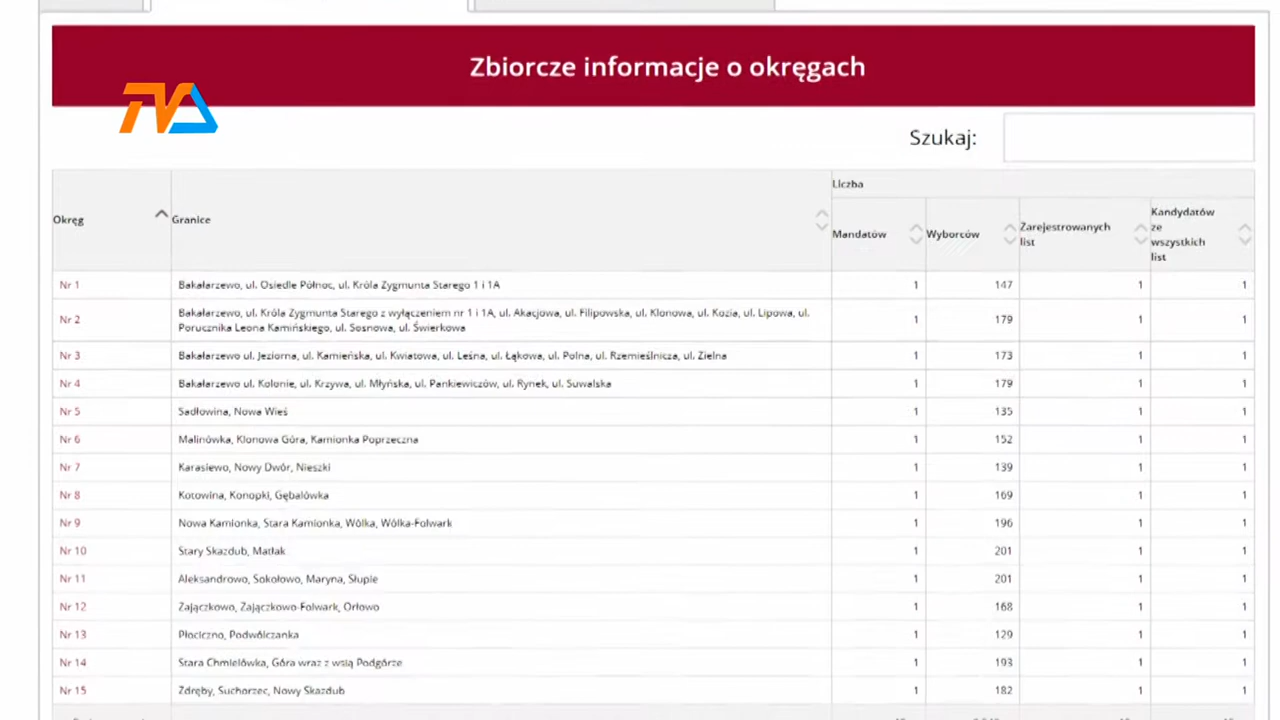 Zbiorcze informacje o okręgach
TVA
Szukaj:
Okręg
Granice
Liczba
Mandatów
Wyborców
Zarejestrowanych
list
Kandydatów
ze
wszystkich
list
Nr 1 Bakałarzewo, ul. Osiedle Północ, ul. Króla Zygmunta Starego 1 i 1A 1 147 1 1
Nr 2 Bakałarzewo, ul. Króla Zygmunta Starego z wyłączeniem nr 1 i 1A, ul. Akacjowa, ul. Filipowska, ul. Klonowa, ul. Kozia, ul. Lipowa, ul. 1 179 1 1
Porucznika Leona Kamińskiego, ul. Sosnowa, ul. Świerkowa
Nr 3 Bakałarzewo ul. Jeziorna, ul. Kamieńska, ul. Kwiatowa, ul. Leśna, ul. Łąkowa, ul. Polna, ul. Rzemieślnicza, ul. Zielna 1 173 1 1
Nr 4 Bakałarzewo ul. Kolonie, ul. Krzywa, ul. Młyńska, ul. Pankiewiczów, ul. Rynek, ul. Suwalska 1 179 1 1
Nr 5 Sadłowina, Nowa Wieś 1 135 1 1
Nr 6 Malinówka, Klonowa Góra, Kamionka Poprzeczna 1 152 1 1
Nr 7 Karasiewo, Nowy Dwór, Nieszki 1 139 1 1
Nr 8 Kotowina, Konopki, Gębalówka 1 169 1 1
Nr 9 Nowa Kamionka, Stara Kamionka, Wólka, Wólka-Folwark 1 196 1 1
Nr 10 Stary Skazdub, Matłak 1 201 1 1
Nr 11 Aleksandrowo, Sokołowo, Maryna, Słupie 1 201 1 1
Nr 12 Zajączkowo, Zajączkowo-Folwark, Orłowo 1 168 1 1
Nr 13 Płociczno, Podwólczanka 1 129 1 1
Nr 14 Stara Chmielówka, Góra wraz z wsią Podgórze 1 193 1 1
Nr 15 Zdręby, Suchorzec, Nowy Skazdub 1 182 1 1